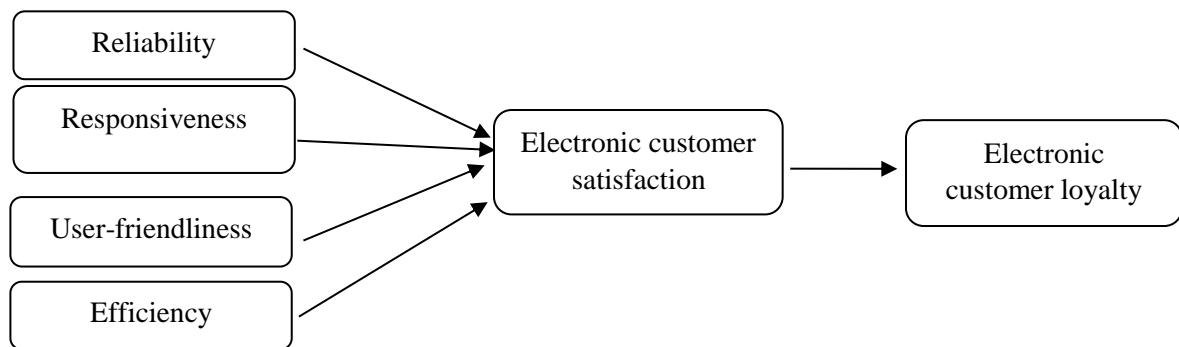 Reliability
Responsiveness
User-friendliness
Efficiency
Electronic customer
satisfaction
Electronic
customer loyalty